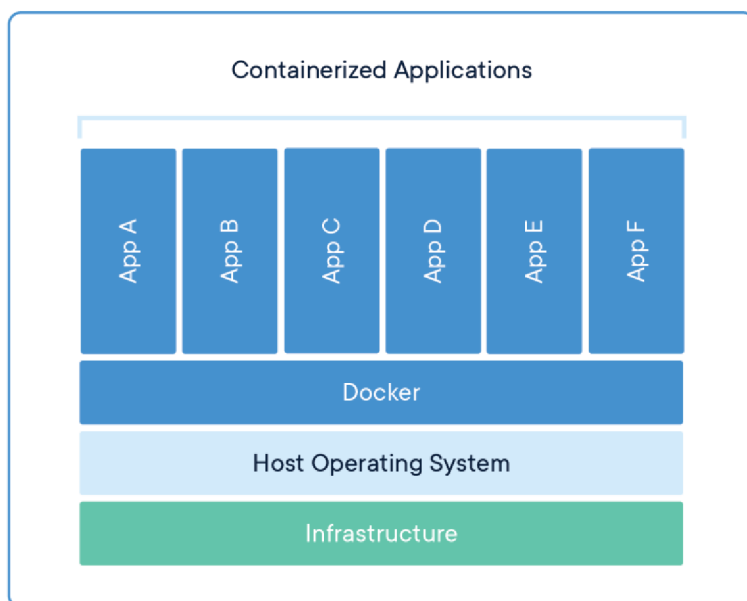 Containerized Applications
App A
App B
App C
App D
App E
App F
Docker
Host Operating System
Infrastructure